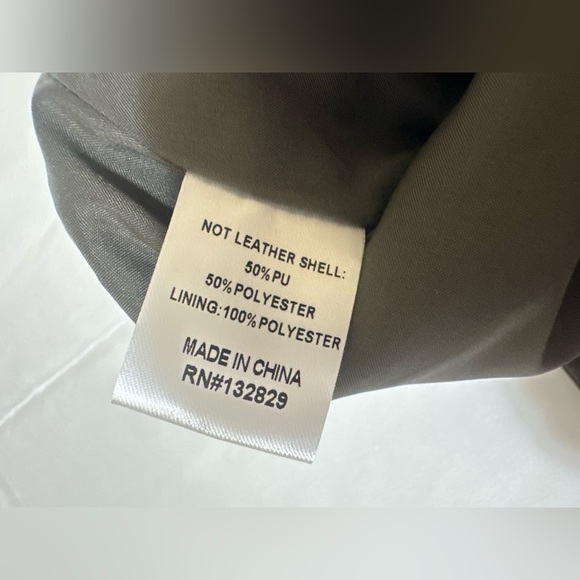 NOT LEATHER SHELL:
50% PU
50% POLYESTER
LINING:100% POLYESTER
MADE IN CHINA
RN#132829